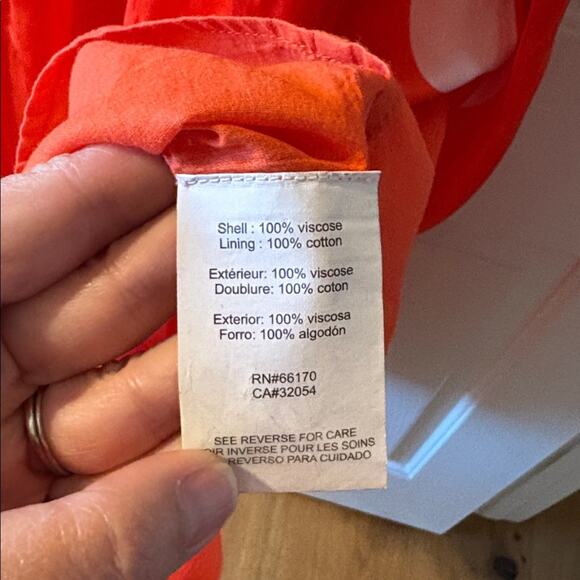 Shell : 100% viscose
Lining : 100% cotton
Extérieur: 100% viscose
Doublure: 100% coton
Exterior: 100% viscosa
Forro: 100% algodón
RN#66170
CA#32054
SEE REVERSE FOR CARE
INVERSE POUR LES SOINS
REVERSO PARA CUIDADO